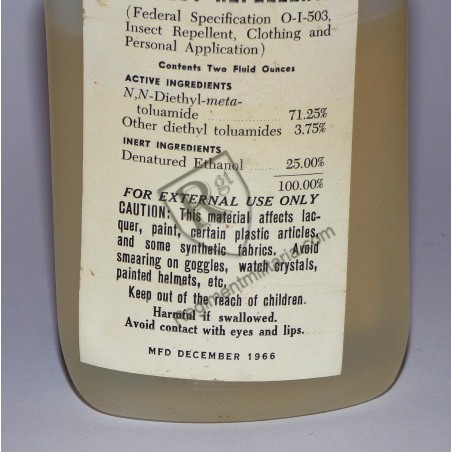 (Federal Specification O-I-503,
Insect Repellent, Clothing and
Personal Application)
Contents Two Fluid Ounces
ACTIVE INGREDIENTS
N,N-Diethyl-meta-
toluamide 71.25%
Other diethyl toluamides 3.75%
INERT INGREDIENTS
Denatured Ethanol 25.00%
100.00%
FOR EXTERNAL USE ONLY
CAUTION: This material affects lac-
quer, paint, certain plastic articles,
and some synthetic fabrics. Avoid
smearing on goggles, watch crystals,
painted helmets, etc.
Keep out of the reach of children.
Harmful if swallowed.
Avoid contact with eyes and lips.
MFD DECEMBER 1966
Rgt
regimentmilitaria.com